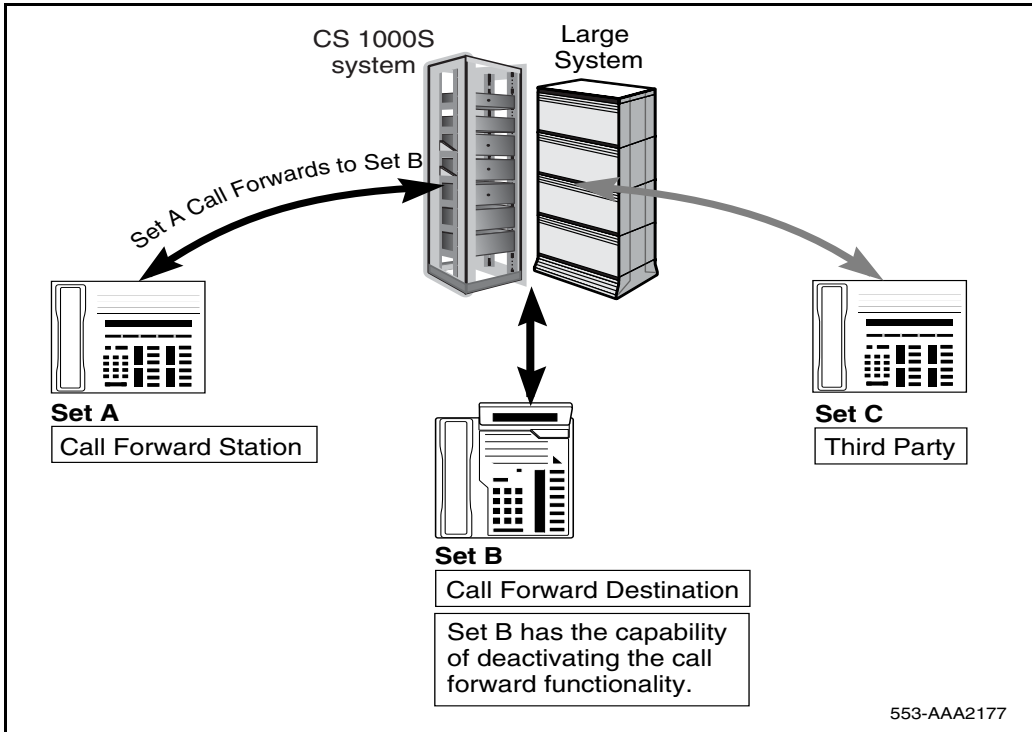 CS 1000S
system
Large
System
Set A Call Forwards to Set B
Set A
Call Forward Station
Set C
Third Party
Set B
Call Forward Destination
Set B has the capability
of deactivating the call
forward functionality.
553-AAA2177